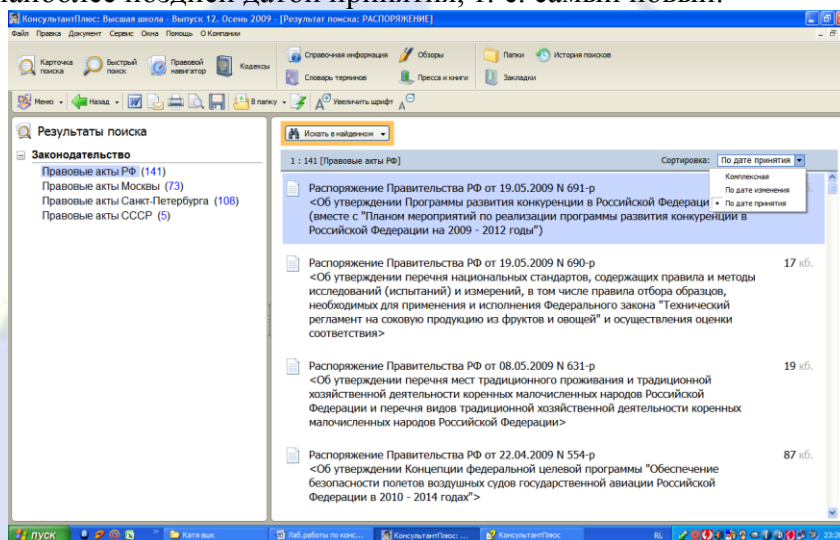 наиболее поздней датой принятия, т. е. самый новый.
КонсультантПлюс: Высшая школа - Выпуск 12. Осень 2009 - [Результат поиска: РАСПОРЯЖЕНИЕ]
Файл Правка Документ Сервис Окна Помощь О Компании
Карточка поиска
Быстрый поиск
Правовой навигатор
Кодексы
Справочная информация
Обзоры
Папки
История поисков
Словарь терминов
Пресса и книги
Закладки
Меню
Назад
В папку
Увеличить шрифт
Результаты поиска
Законодательство
Правовые акты РФ (141)
Правовые акты Москвы (73)
Правовые акты Санкт-Петербурга (108)
Правовые акты СССР (5)
Искать в найденном
1 : 141 [Правовые акты РФ]
Сортировка: По дате принятия
Комплексная
По дате изменения
По дате принятия
Распоряжение Правительства РФ от 19.05.2009 N 691-р
<Об утверждении Программы развития конкуренции в Российской Федераци
(вместе с "Планом мероприятий по реализации программы развития конкуренции в
Российской Федерации на 2009 - 2012 годы")
Распоряжение Правительства РФ от 19.05.2009 N 690-р 17 кб.
<Об утверждении перечня национальных стандартов, содержащих правила и методы
исследований (испытаний) и измерений, в том числе правила отбора образцов,
необходимых для применения и исполнения Федерального закона "Технический
регламент на соковую продукцию из фруктов и овощей" и осуществления оценки
соответствия>
Распоряжение Правительства РФ от 08.05.2009 N 631-р 19 кб.
<Об утверждении перечня мест традиционного проживания и традиционной
хозяйственной деятельности коренных малочисленных народов Российской
Федерации и перечня видов традиционной хозяйственной деятельности коренных
малочисленных народов Российской Федерации>
Распоряжение Правительства РФ от 22.04.2009 N 554-р 87 кб.
<Об утверждении Концепции федеральной целевой программы "Обеспечение
безопасности полетов воздушных судов государственной авиации Российской
Федерации в 2010 - 2014 годах">
пуск
Катя вшк
Лаб.работы по конс...
КонсультантПлюс: ...
КонсультантПлюс
RL